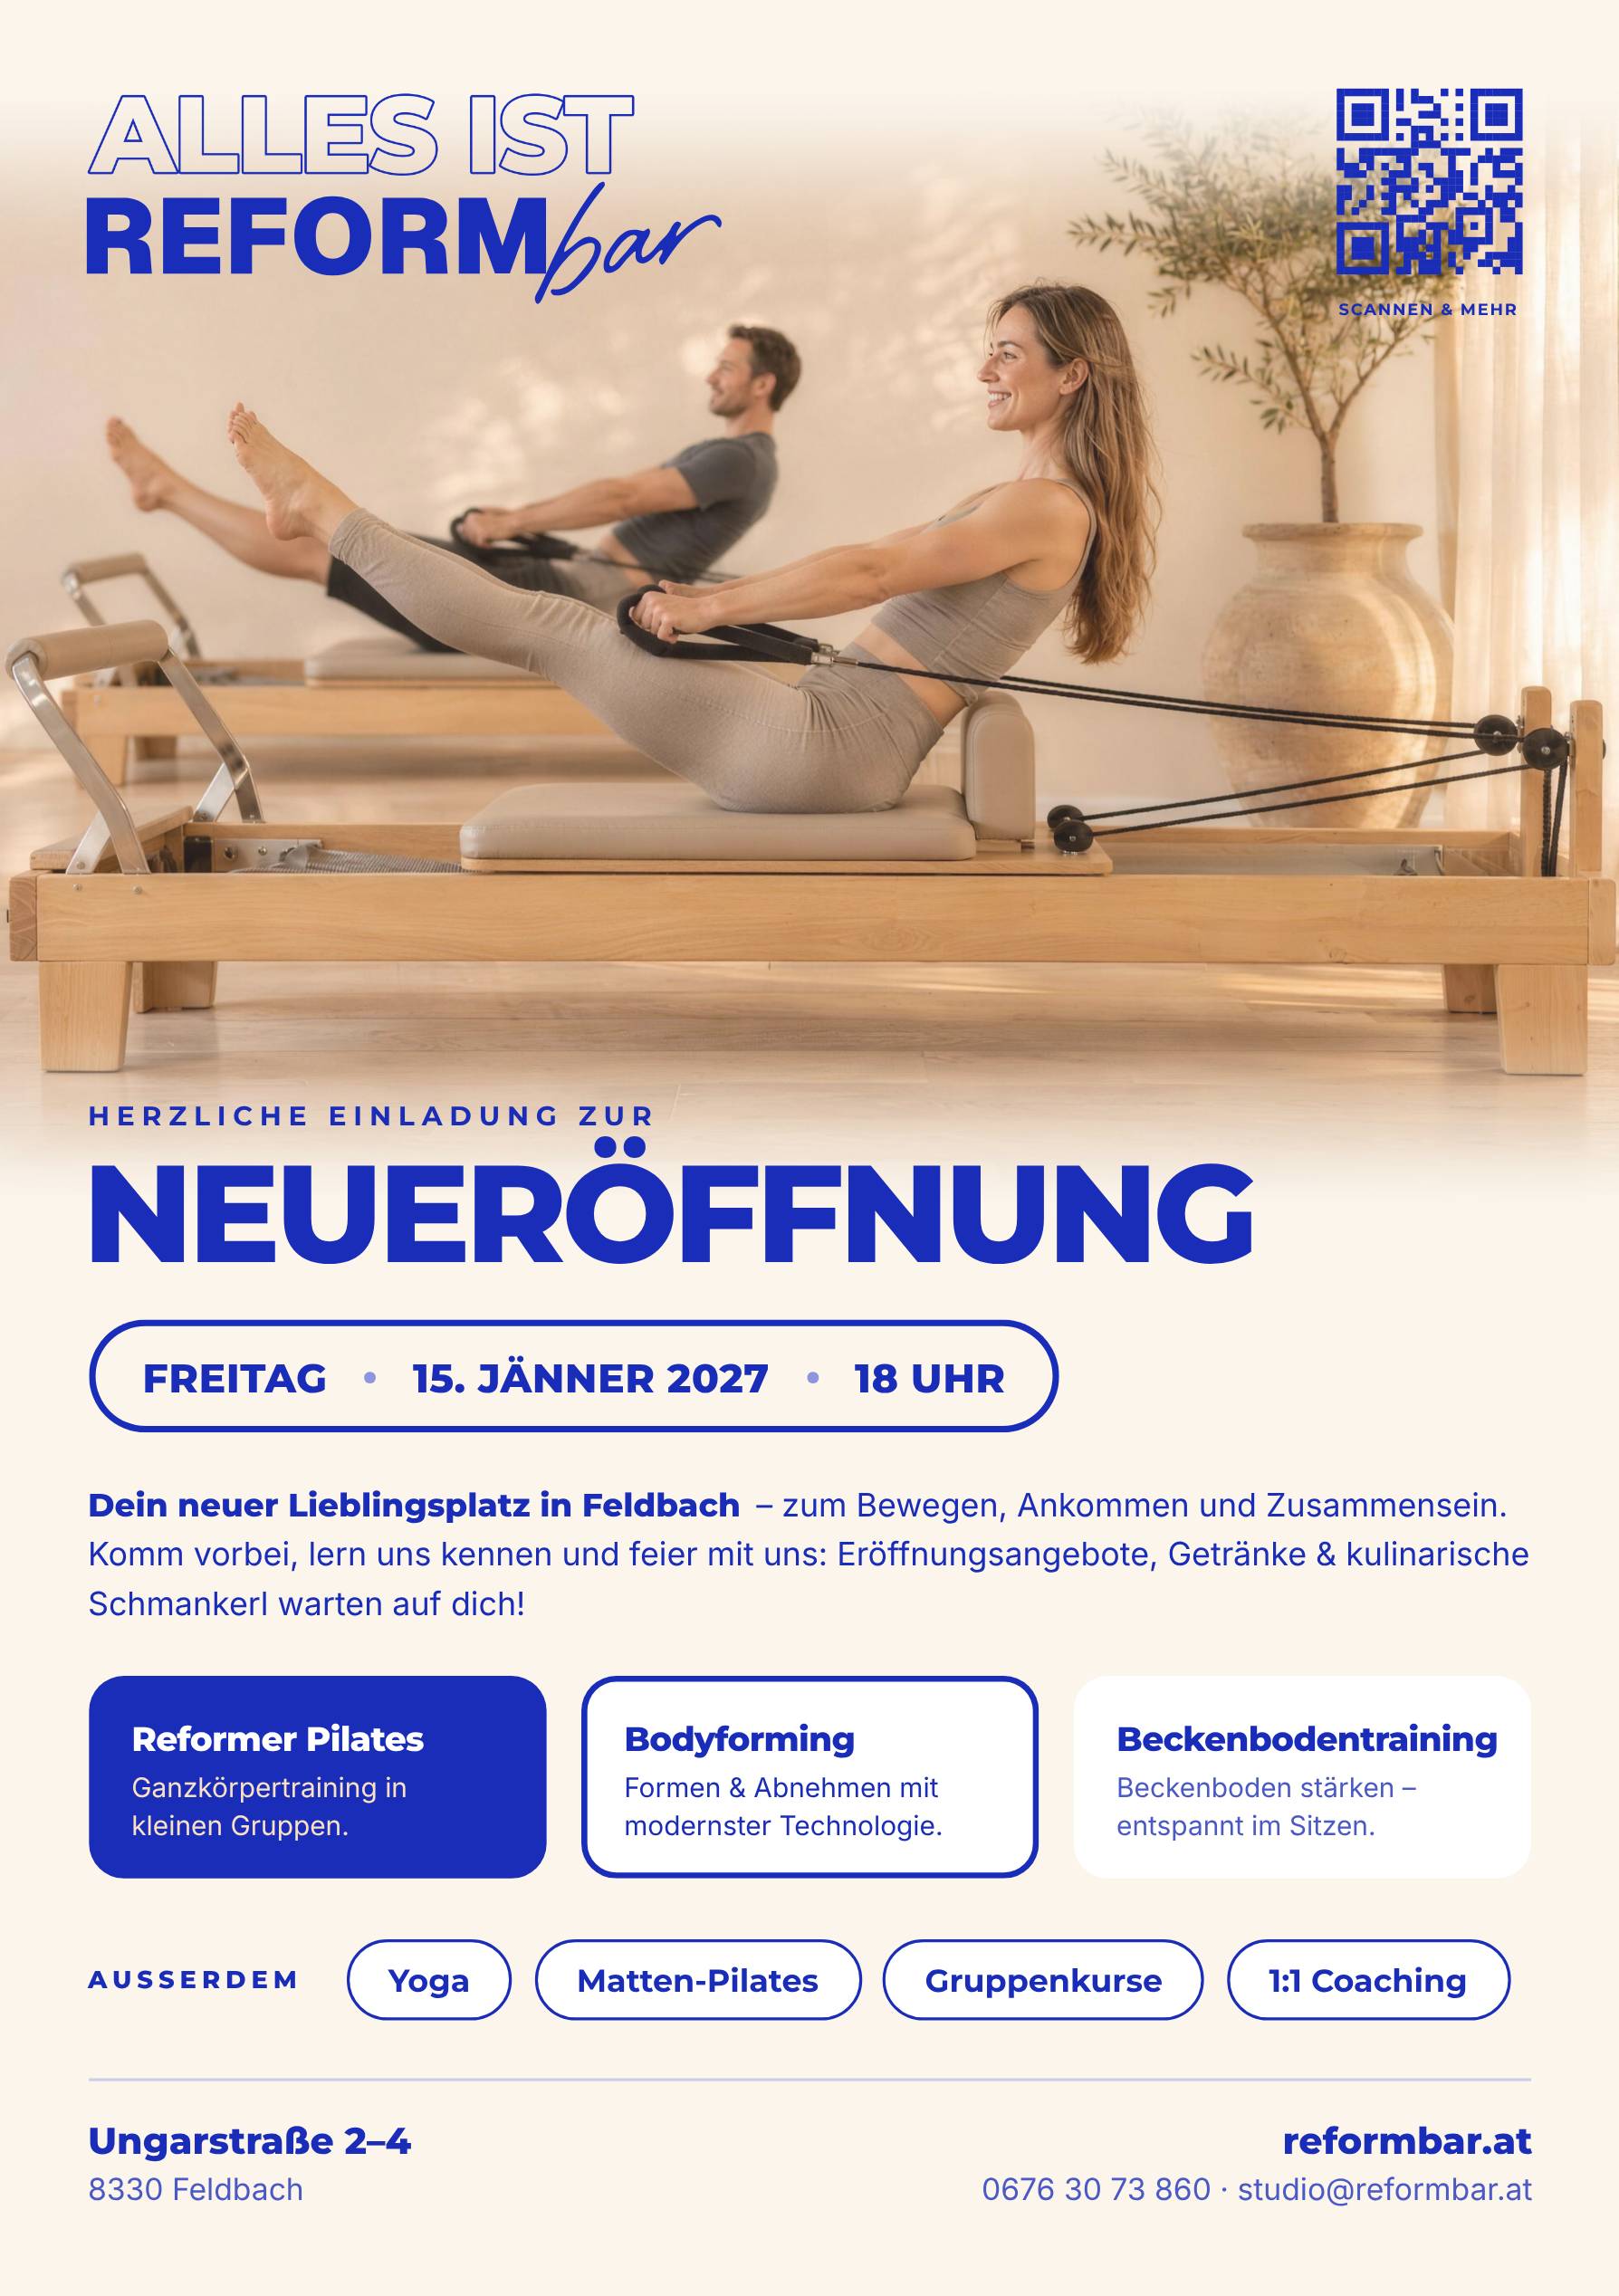 ALLES IST
REFORMbar
SCANNEN & MEHR
HERZLICHE EINLADUNG ZUR
NEUERÖFFNUNG
FREITAG • 15. JÄNNER 2027 • 18 UHR
Dein neuer Lieblingsplatz in Feldbach – zum Bewegen, Ankommen und Zusammensein.
Komm vorbei, lern uns kennen und feier mit uns: Eröffnungsangebote, Getränke & kulinarische
Schmankerl warten auf dich!
Reformer Pilates
Ganzkörpertraining in
kleinen Gruppen.
Bodyforming
Formen & Abnehmen mit
modernster Technologie.
Beckenbodentraining
Beckenboden stärken –
entspannt im Sitzen.
AUSSERDEM
Yoga
Matten-Pilates
Gruppenkurse
1:1 Coaching
Ungarstraße 2–4
8330 Feldbach
reformbar.at
0676 30 73 860 · studio@reformbar.at